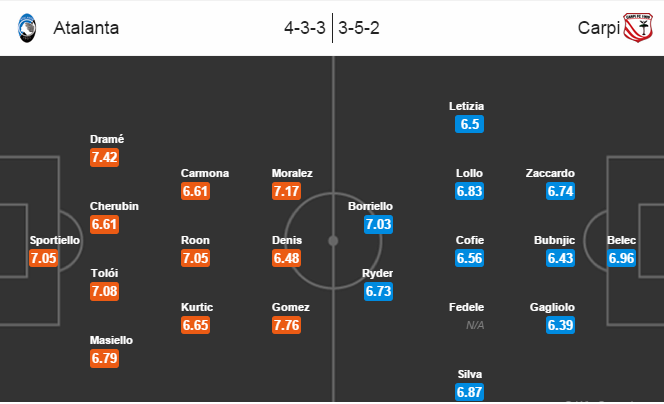 Atalanta 4-3-3 3-5-2 Carpi
CARPI FC 1909
Dramé
7.42
Cherubin
6.61
Sportiello
7.05
Tolói
7.08
Masiello
6.79
Carmona
6.61
Roon
7.05
Kurtic
6.65
Moralez
7.17
Denis
6.48
Gomez
7.76
Borriello
7.03
Ryder
6.73
Letizia
6.5
Lollo
6.83
Cofie
6.56
Fedele
N/A
Silva
6.87
Zaccardo
6.74
Bubnjic
6.43
Gagliolo
6.39
Belec
6.96